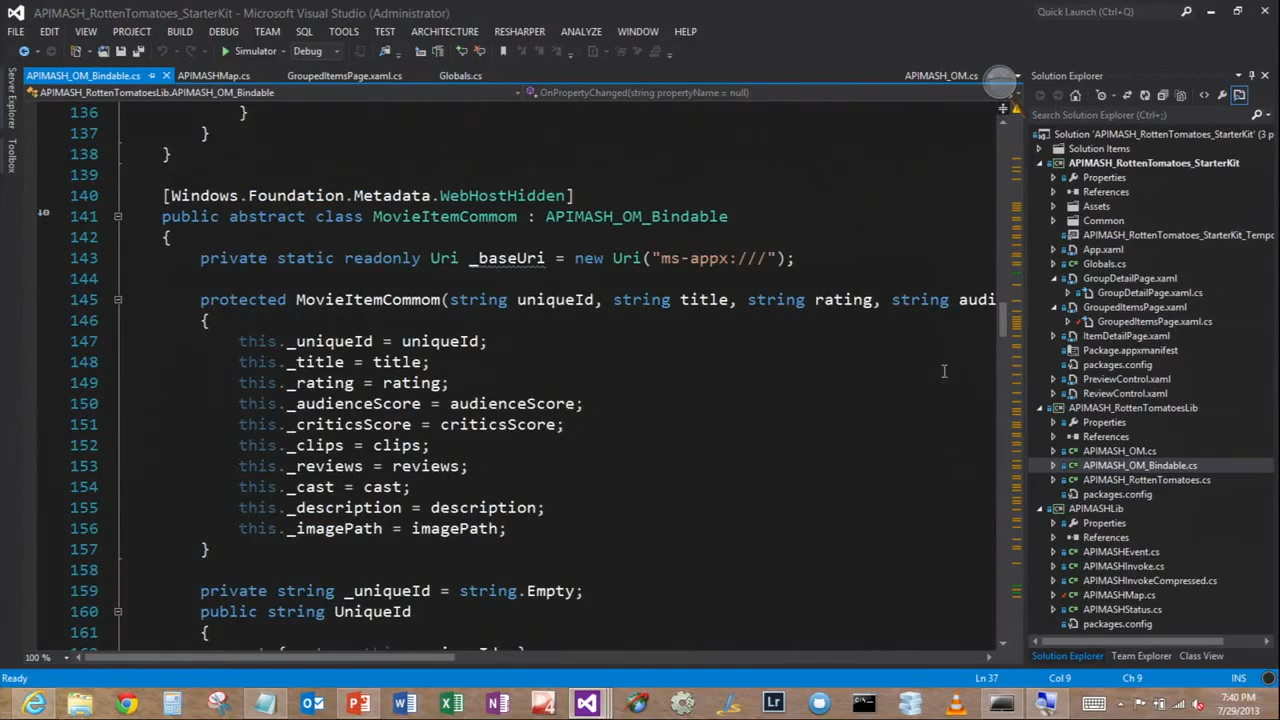 APIMASH_RottenTomatoes_StarterKit - Microsoft Visual Studio (Administrator)
Quick Launch (Ctrl+Q)
FILE EDIT VIEW PROJECT BUILD DEBUG TEAM SQL TOOLS TEST ARCHITECTURE RESHARPER ANALYZE WINDOW HELP
Simulator Debug
Server Explorer
Toolbox
APIMASH_OM_Bindable.cs APIMASHMap.cs GroupedItemsPage.xaml.cs Globals.cs APIMASH_OM.cs
APIMASH_RottenTomatoesLib.APIMASH_OM_Bindable OnPropertyChanged(string propertyName = null)
136 }
137 }
138 }
139
140 [Windows.Foundation.Metadata.WebHostHidden]
141 public abstract class MovieItemCommom : APIMASH_OM_Bindable
142 {
143 private static readonly Uri _baseUri = new Uri("ms-appx:///");
144
145 protected MovieItemCommom(string uniqueId, string title, string rating, string audi
146 {
147 this._uniqueId = uniqueId;
148 this._title = title;
149 this._rating = rating;
150 this._audienceScore = audienceScore;
151 this._criticsScore = criticsScore;
152 this._clips = clips;
153 this._reviews = reviews;
154 this._cast = cast;
155 this._description = description;
156 this._imagePath = imagePath;
157 }
158
159 private string _uniqueId = string.Empty;
160 public string UniqueId
161 {
100 %
Solution Explorer
Search Solution Explorer (Ctrl+;)
Solution 'APIMASH_RottenTomatoes_StarterKit' (3 p
Solution Items
APIMASH_RottenTomatoes_StarterKit
Properties
References
Assets
Common
APIMASH_RottenTomatoes_StarterKit_Tempo
App.xaml
Globals.cs
GroupDetailPage.xaml
GroupDetailPage.xaml.cs
GroupedItemsPage.xaml
GroupedItemsPage.xaml.cs
ItemDetailPage.xaml
Package.appxmanifest
packages.config
PreviewControl.xaml
ReviewControl.xaml
APIMASH_RottenTomatoesLib
Properties
References
APIMASH_OM.cs
APIMASH_OM_Bindable.cs
APIMASH_RottenTomatoes.cs
packages.config
APIMASHLib
Properties
References
APIMASHEvent.cs
APIMASHInvoke.cs
APIMASHInvokeCompressed.cs
APIMASHMap.cs
APIMASHStatus.cs
packages.config
Solution Explorer Team Explorer Class View
Ready Ln 37 Col 9 Ch 9 INS
Lr
7:40 PM
7/29/2013